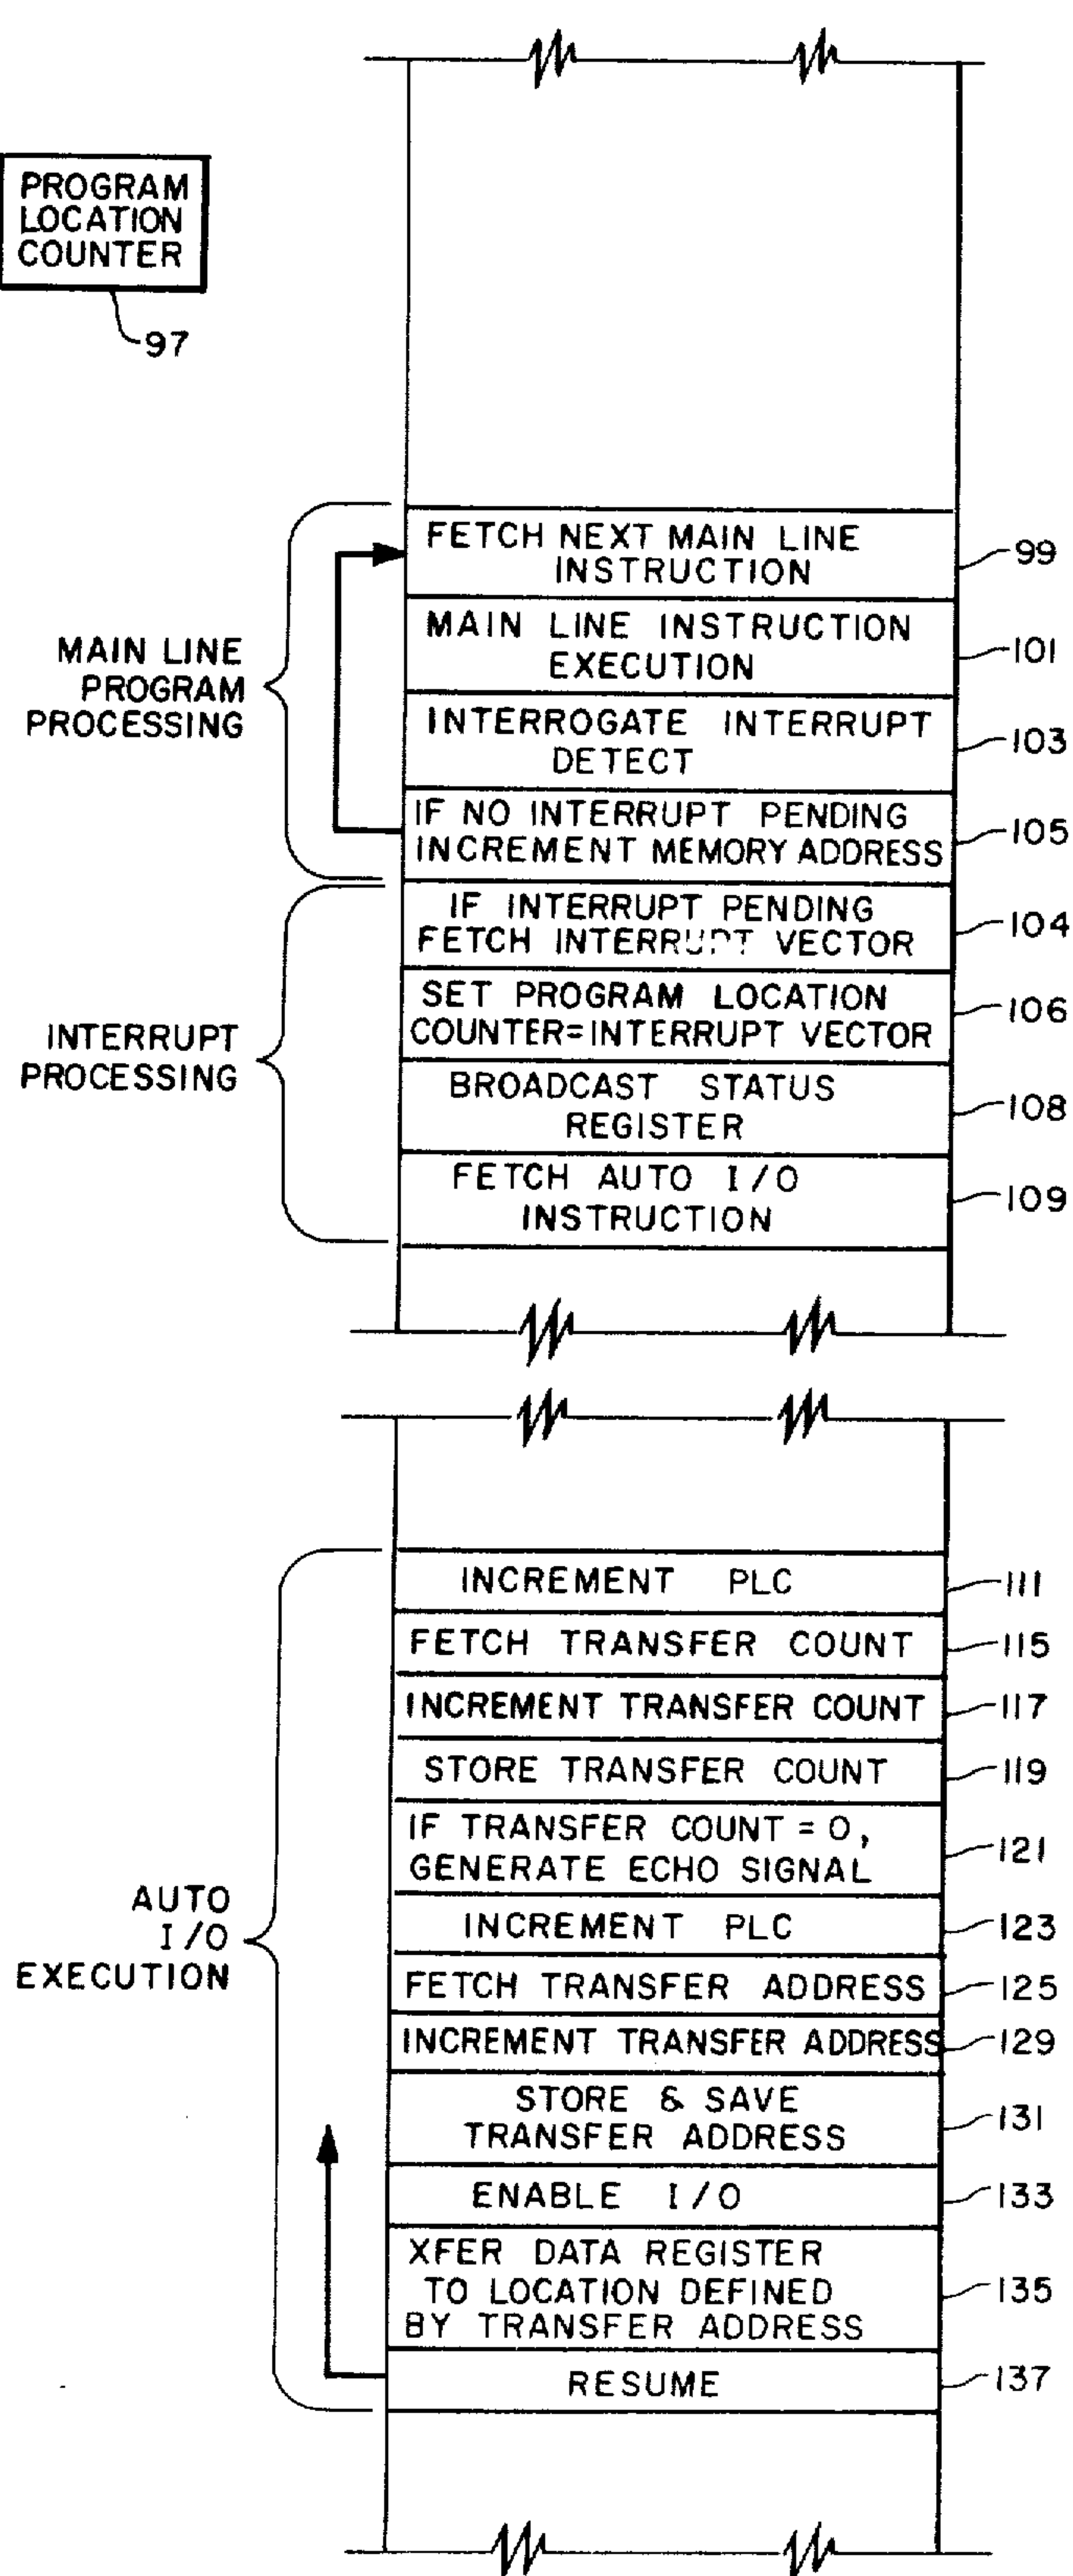 PROGRAM
LOCATION
COUNTER
97
MAIN LINE
PROGRAM
PROCESSING
FETCH NEXT MAIN LINE
INSTRUCTION
99
MAIN LINE INSTRUCTION
EXECUTION
101
INTERROGATE INTERRUPT
DETECT
103
IF NO INTERRUPT PENDING
INCREMENT MEMORY ADDRESS
105
INTERRUPT
PROCESSING
IF INTERRUPT PENDING
FETCH INTERRUPT VECTOR
104
SET PROGRAM LOCATION
COUNTER=INTERRUPT VECTOR
106
BROADCAST STATUS
REGISTER
108
FETCH AUTO I/O
INSTRUCTION
109
AUTO
I/O
EXECUTION
INCREMENT PLC
111
FETCH TRANSFER COUNT
115
INCREMENT TRANSFER COUNT
117
STORE TRANSFER COUNT
119
IF TRANSFER COUNT = 0,
GENERATE ECHO SIGNAL
121
INCREMENT PLC
123
FETCH TRANSFER ADDRESS
125
INCREMENT TRANSFER ADDRESS
129
STORE & SAVE
TRANSFER ADDRESS
131
ENABLE I/O
133
XFER DATA REGISTER
TO LOCATION DEFINED
BY TRANSFER ADDRESS
135
RESUME
137